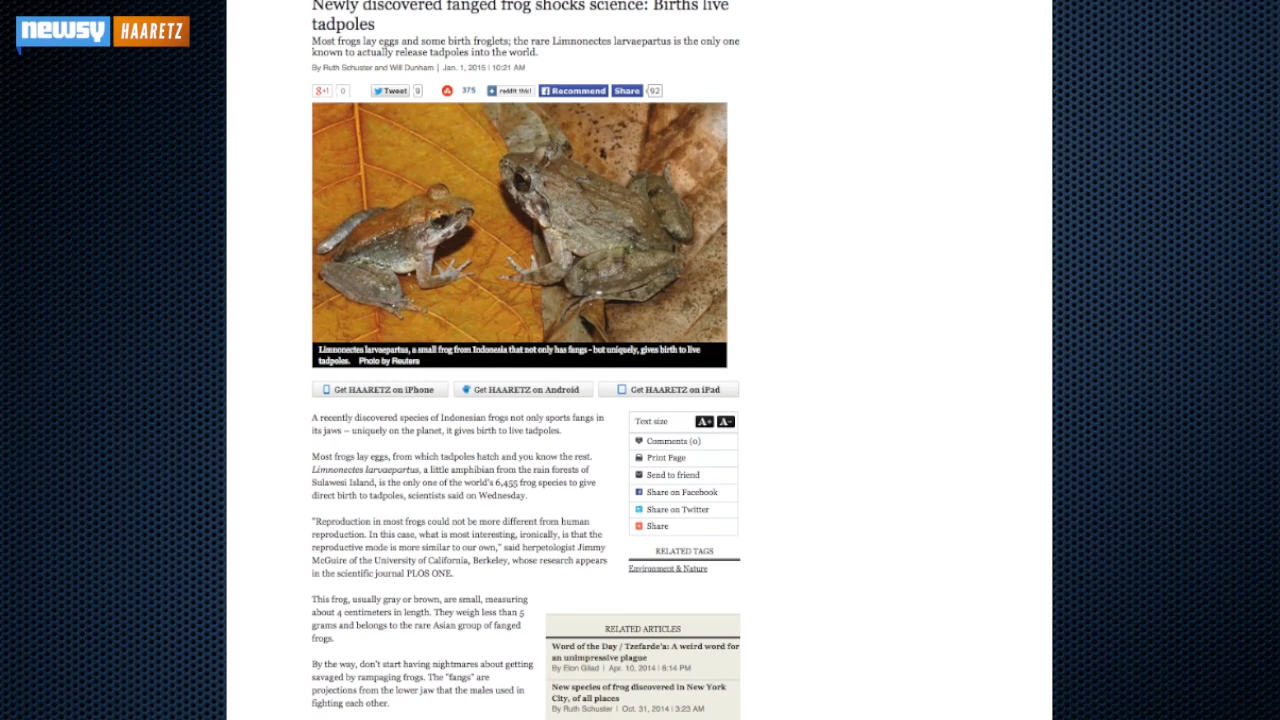 newsy HAARETZ
Newly discovered fanged frog shocks science: Births live
tadpoles
Most frogs lay eggs and some birth froglets; the rare Limnonectes larvaepartus is the only one
known to actually release tadpoles into the world.
By Ruth Schuster and Will Dunham | Jan. 1, 2015 | 10:21 AM
g+1 0 Tweet 9 375 reddit this! Recommend Share 92
Limnonectes larvaepartus, a small frog from Indonesia that not only has fangs - but uniquely, gives birth to live
tadpoles. Photo by Reuters
Get HAARETZ on iPhone Get HAARETZ on Android Get HAARETZ on iPad
A recently discovered species of Indonesian frogs not only sports fangs in
its jaws – uniquely on the planet, it gives birth to live tadpoles.
Most frogs lay eggs, from which tadpoles hatch and you know the rest.
Limnonectes larvaepartus, a little amphibian from the rain forests of
Sulawesi Island, is the only one of the world's 6,455 frog species to give
direct birth to tadpoles, scientists said on Wednesday.
"Reproduction in most frogs could not be more different from human
reproduction. In this case, what is most interesting, ironically, is that the
reproductive mode is more similar to our own," said herpetologist Jimmy
McGuire of the University of California, Berkeley, whose research appears
in the scientific journal PLOS ONE.
This frog, usually gray or brown, are small, measuring
about 4 centimeters in length. They weigh less than 5
grams and belongs to the rare Asian group of fanged
frogs.
By the way, don't start having nightmares about getting
savaged by rampaging frogs. The "fangs" are
projections from the lower jaw that the males used in
fighting each other.
Text size A+ A-
Comments (0)
Print Page
Send to friend
Share on Facebook
Share on Twitter
Share
RELATED TAGS
Environment & Nature
RELATED ARTICLES
Word of the Day / Tzefarde'a: A weird word for
an unimpressive plague
By Elon Gilad | Apr. 10, 2014 | 6:14 PM
New species of frog discovered in New York
City, of all places
By Ruth Schuster | Oct. 31, 2014 | 3:23 AM